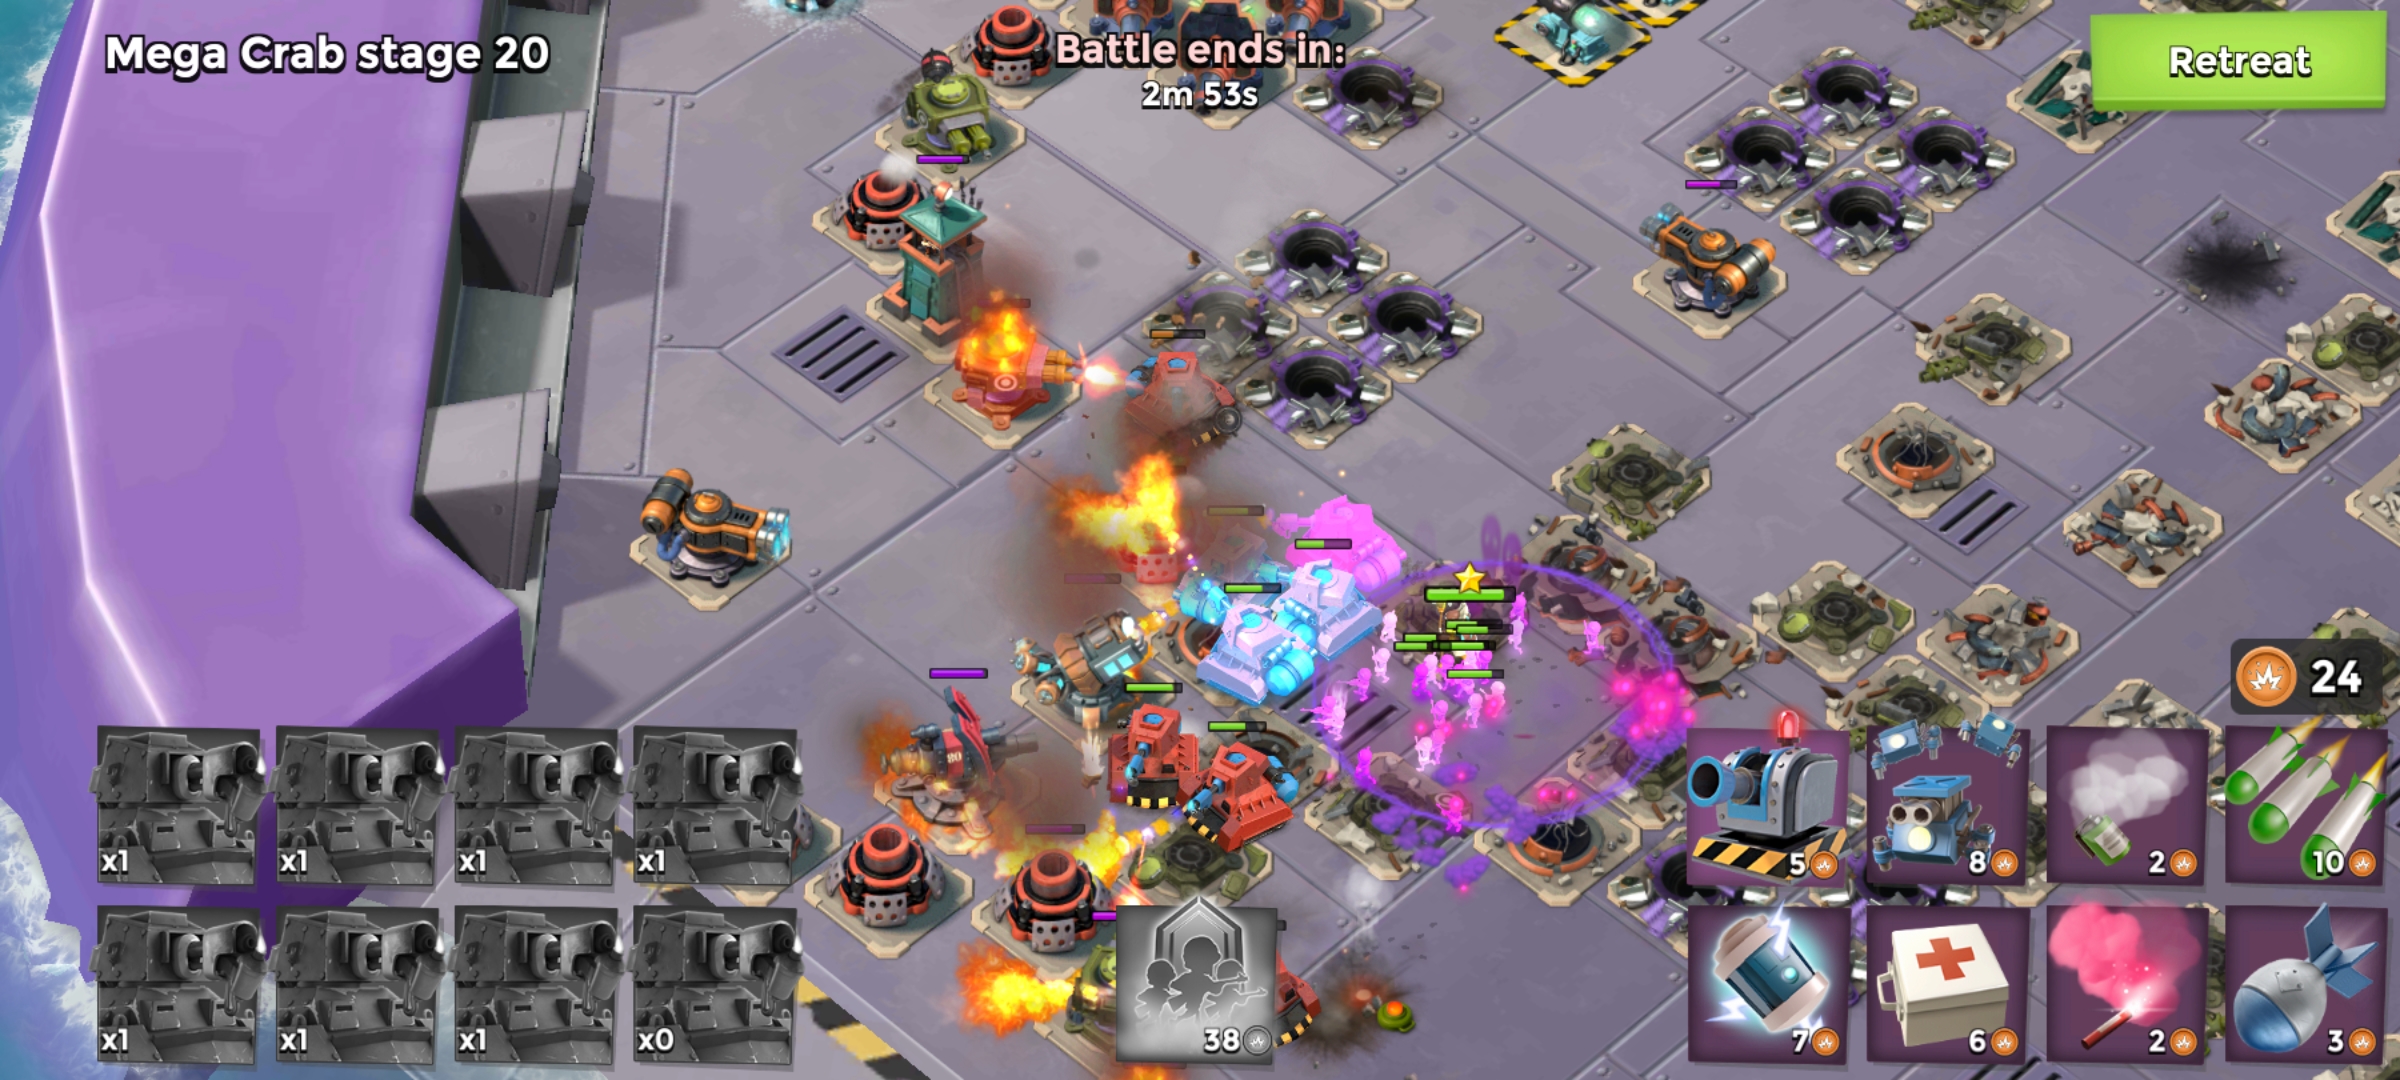 Mega Crab stage 20
Battle ends in:
2m 53s
Retreat
24
x1
x1
x1
x1
5
8
2
10
x1
x1
x1
x0
38
7
6
2
3